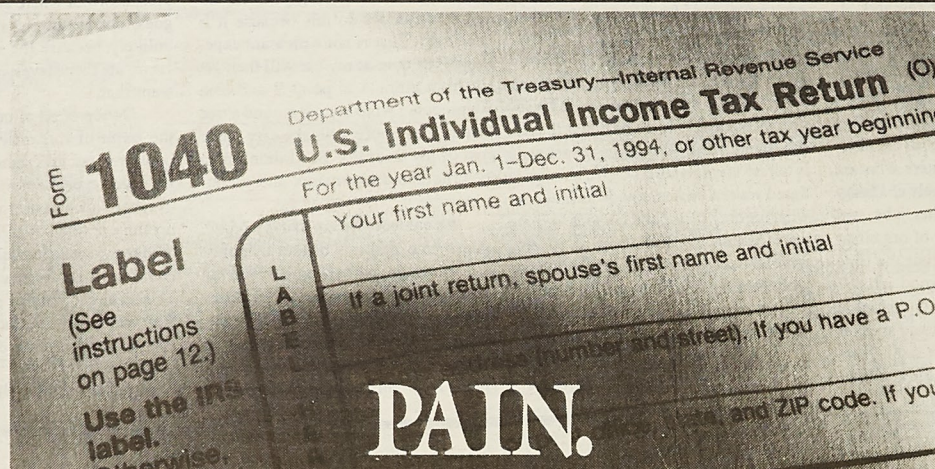 Department of the Treasury—Internal Revenue Service
Form 1040 U.S. Individual Income Tax Return (O)
For the year Jan. 1–Dec. 31, 1994, or other tax year beginning
Label
(See
instructions
on page 12.)
Use the IRS
label.
Otherwise,
LABEL
Your first name and initial
If a joint return, spouse's first name and initial
(number and street). If you have a P.O
and ZIP code. If you
PAIN.